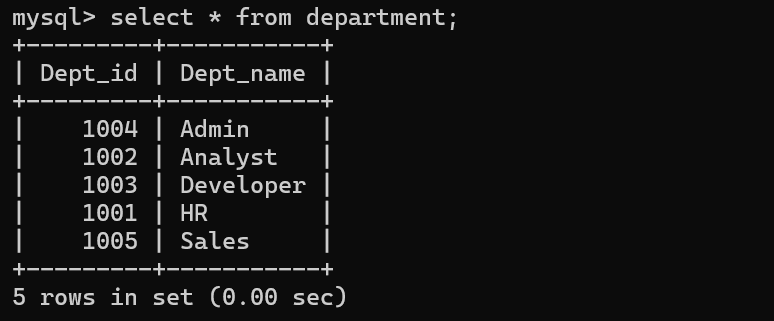 mysql> select * from department;
+---------+-----------+
| Dept_id | Dept_name |
+---------+-----------+
|    1004 | Admin     |
|    1002 | Analyst   |
|    1003 | Developer |
|    1001 | HR        |
|    1005 | Sales     |
+---------+-----------+
5 rows in set (0.00 sec)